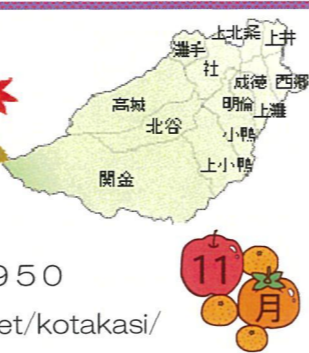 上北条
上井
灘手
社
成徳
西郷
高城
明倫
上灘
北谷
小鴨
上小鴨
関金
950
et/kotakasi/
11
月